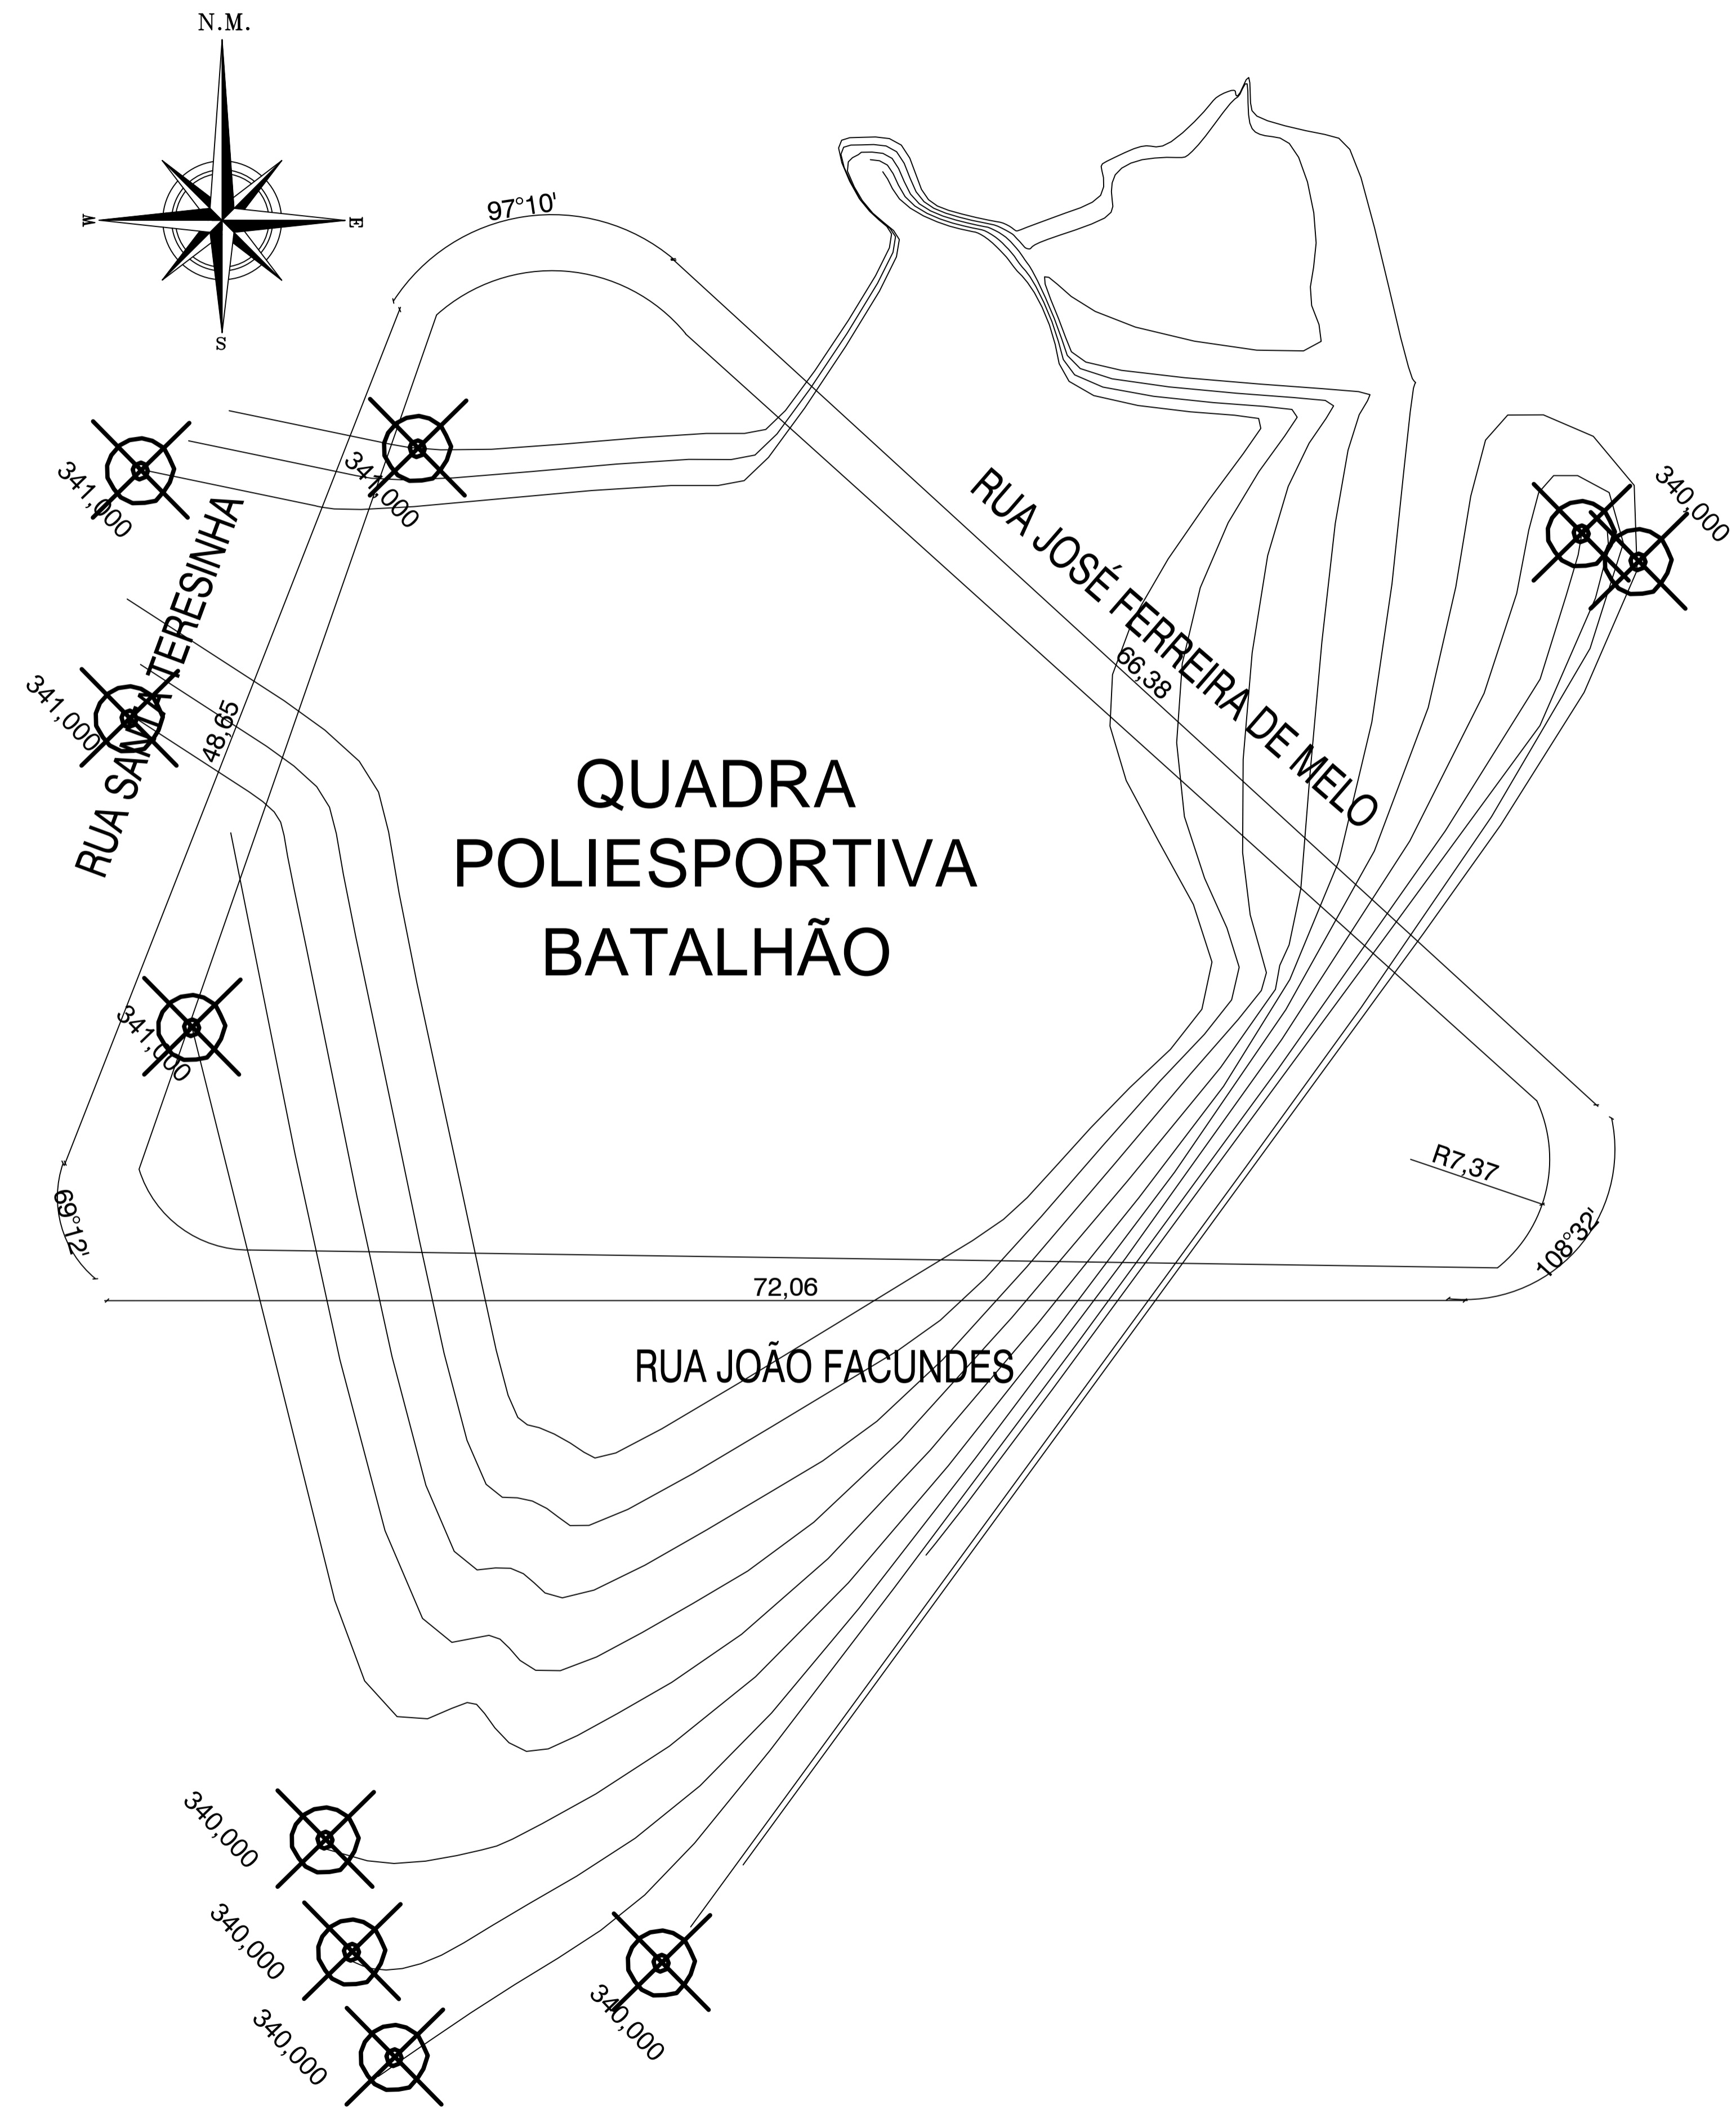 N.M.
W
E
S
97°10'
341,000
341,000
340,000
RUA JOSÉ FERREIRA DE MELO
66,38
RUA SANTA TERESINHA
341,000
48,65
QUADRA
POLIESPORTIVA
BATALHÃO
341,000
R7,37
69°12'
108°32'
72,06
RUA JOÃO FACUNDES
340,000
340,000
340,000
340,000